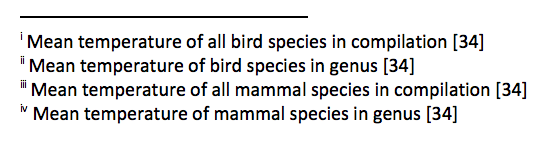 i Mean temperature of all bird species in compilation [34]
ii Mean temperature of bird species in genus [34]
iii Mean temperature of all mammal species in compilation [34]
iv Mean temperature of mammal species in genus [34]